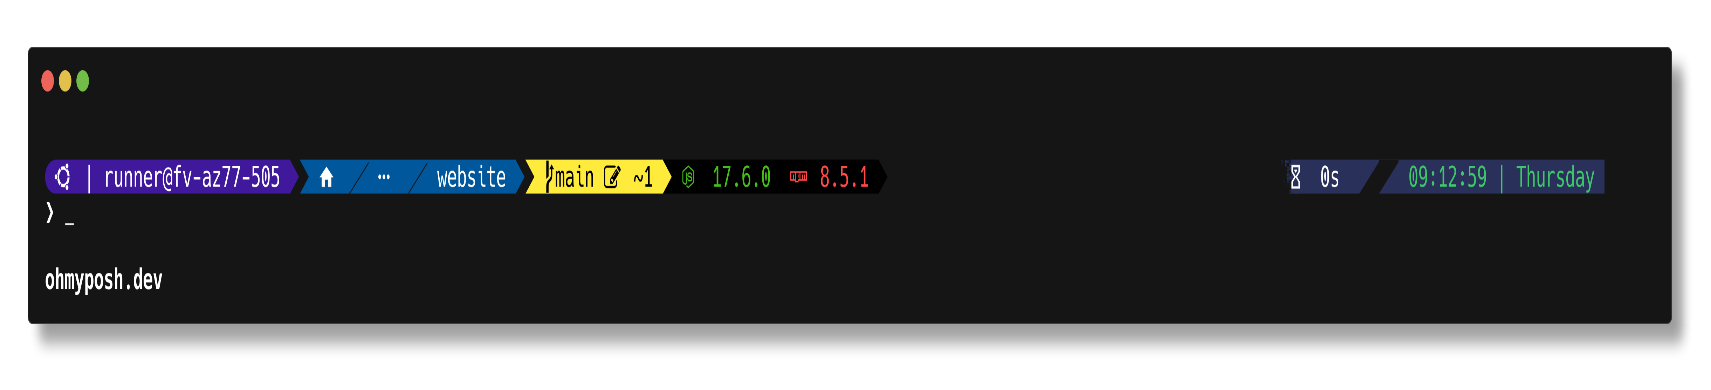 | runner@fv-az77-505 ··· website main ~1 17.6.0 npm 8.5.1 0s 09:12:59 | Thursday
❯ _
ohmyposh.dev